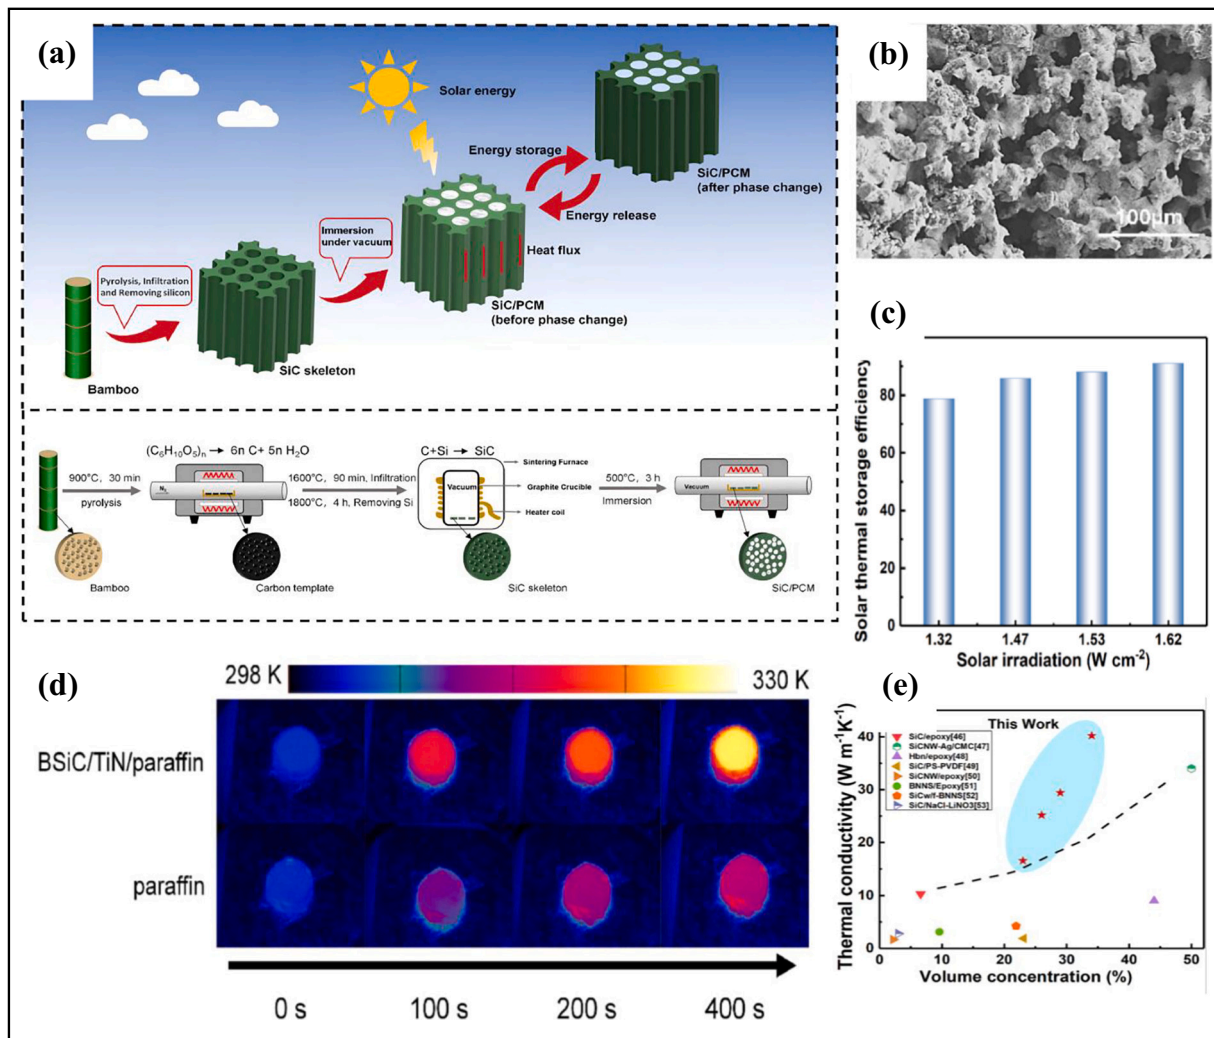 (a)
Solar energy
Energy storage
SiC/PCM
(after phase change)
Energy release
Immersion
under vacuum
Heat flux
Pyrolysis, Infiltration
and Removing silicon
SiC/PCM
(before phase change)
SiC skeleton
Bamboo
(C6H10O5)n → 6n C+ 5n H2O
C+Si → SiC
Sintering Furnace
900°C, 30 min
pyrolysis
N2
1600°C, 90 min, Infiltration
1800°C, 4 h, Removing Si
Vacuum
Graphite Crucible
Heater coil
500°C, 3 h
Immersion
Vacuum
Bamboo
Carbon template
SiC skeleton
SiC/PCM
(b)
100μm
(c)
Solar thermal storage efficiency
80
60
40
20
0
1.32 1.47 1.53 1.62
Solar irradiation (W cm-2)
(d)
298 K
330 K
BSiC/TiN/paraffin
paraffin
0 s 100 s 200 s 400 s
(e)
Thermal conductivity (W m-1K-1)
This Work
SiC/epoxy[46]
SiCNW-Ag/CMC[47]
Hbn/epoxy[48]
SiC/PS-PVDF[49]
SiCNW/epoxy[50]
BNNS/Epoxy[51]
SiCw/f-BNNS[52]
SiC/NaCl-LiNO3[53]
40
30
20
10
0
0 10 20 30 40 50
Volume concentration (%)